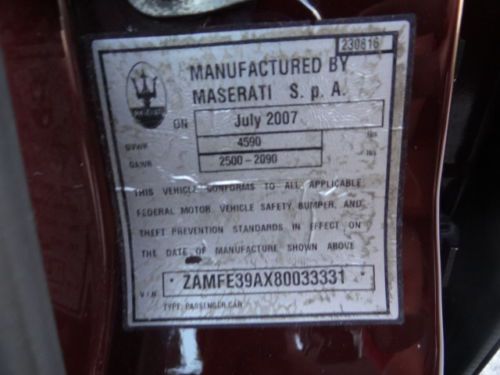 230816
MANUFACTURED BY
MASERATI S. p A.
ON July 2007
GVWR 4590 lbs
GAWR 2500-2090 lbs
THIS VEHICLE CONFORMS TO ALL APPLICABLE
FEDERAL MOTOR, VEHICLE SAFETY, BUMPER, AND
THEFT PREVENTION STANDARDS IN EFFECT ON
THE DATE OF MANUFACTURE SHOWN ABOVE
V.I.N. * ZAMFE39AX80033331 *
TYPE: PASSENGER CAR